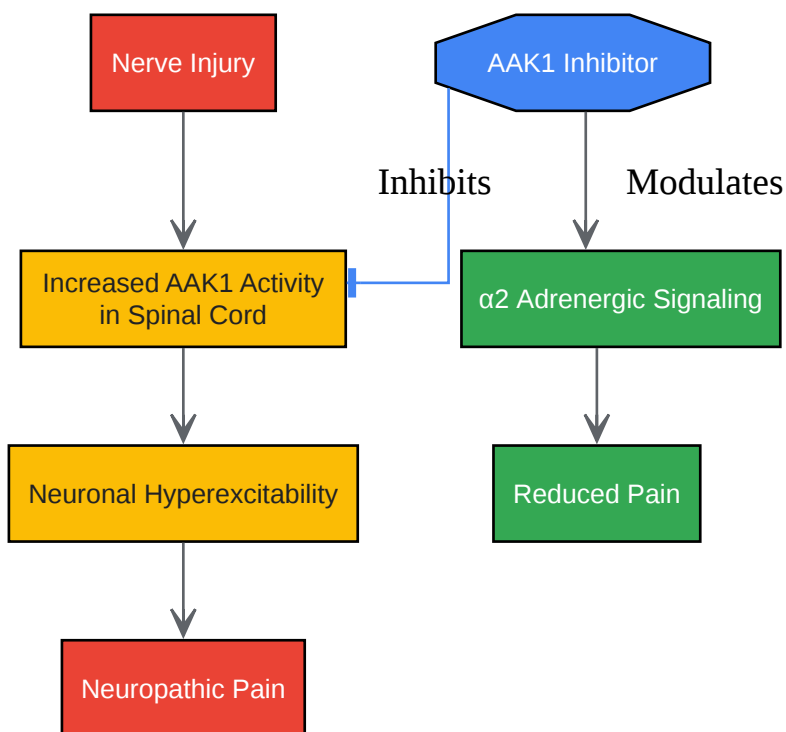 Nerve Injury
AAK1 Inhibitor
Inhibits
Modulates
Increased AAK1 Activity
in Spinal Cord
α2 Adrenergic Signaling
Neuronal Hyperexcitability
Reduced Pain
Neuropathic Pain